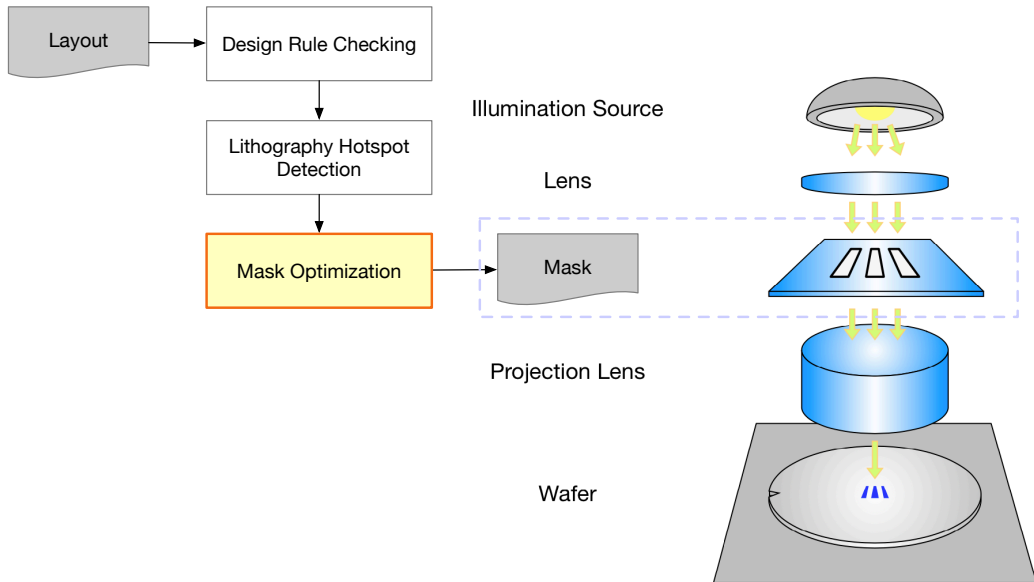 Layout
Design Rule Checking
Illumination Source
Lithography Hotspot
Detection
Lens
Mask Optimization
Mask
Projection Lens
Wafer